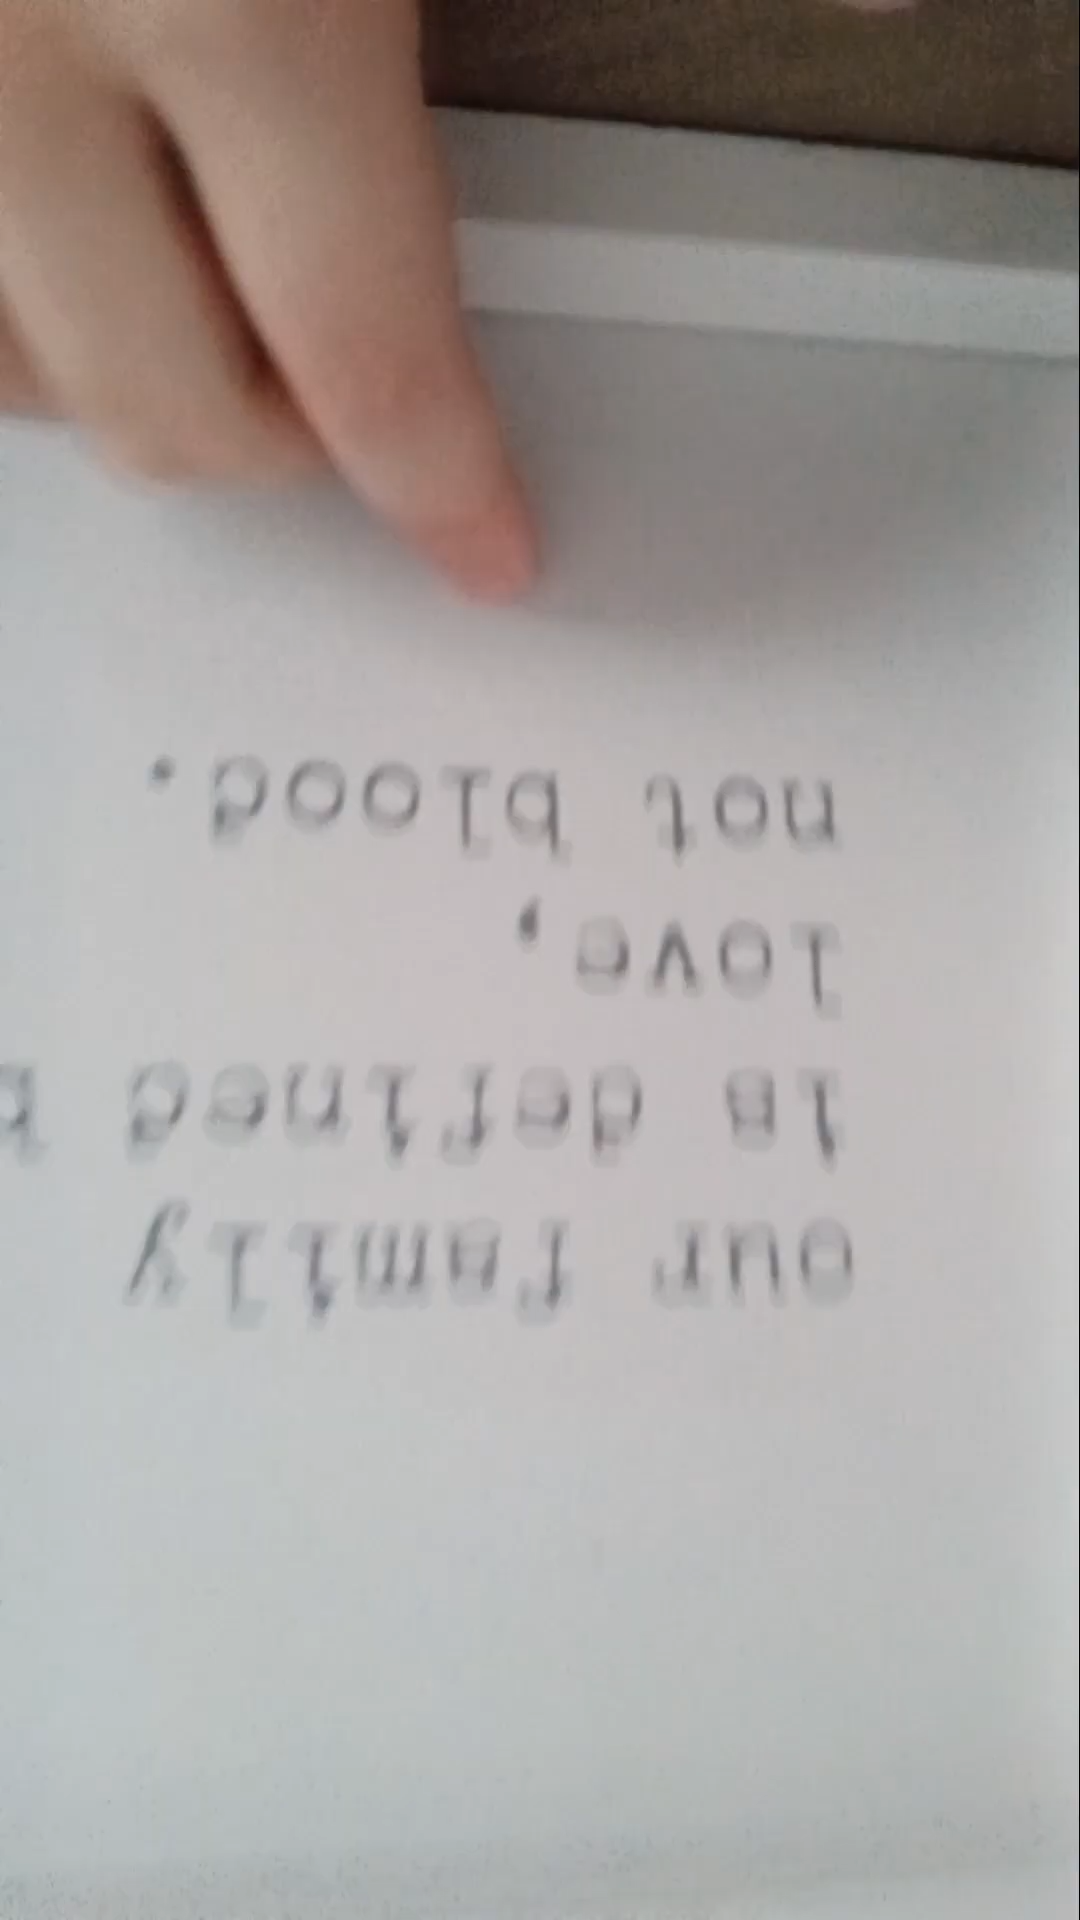 our family
is defined b
love,
not blood.